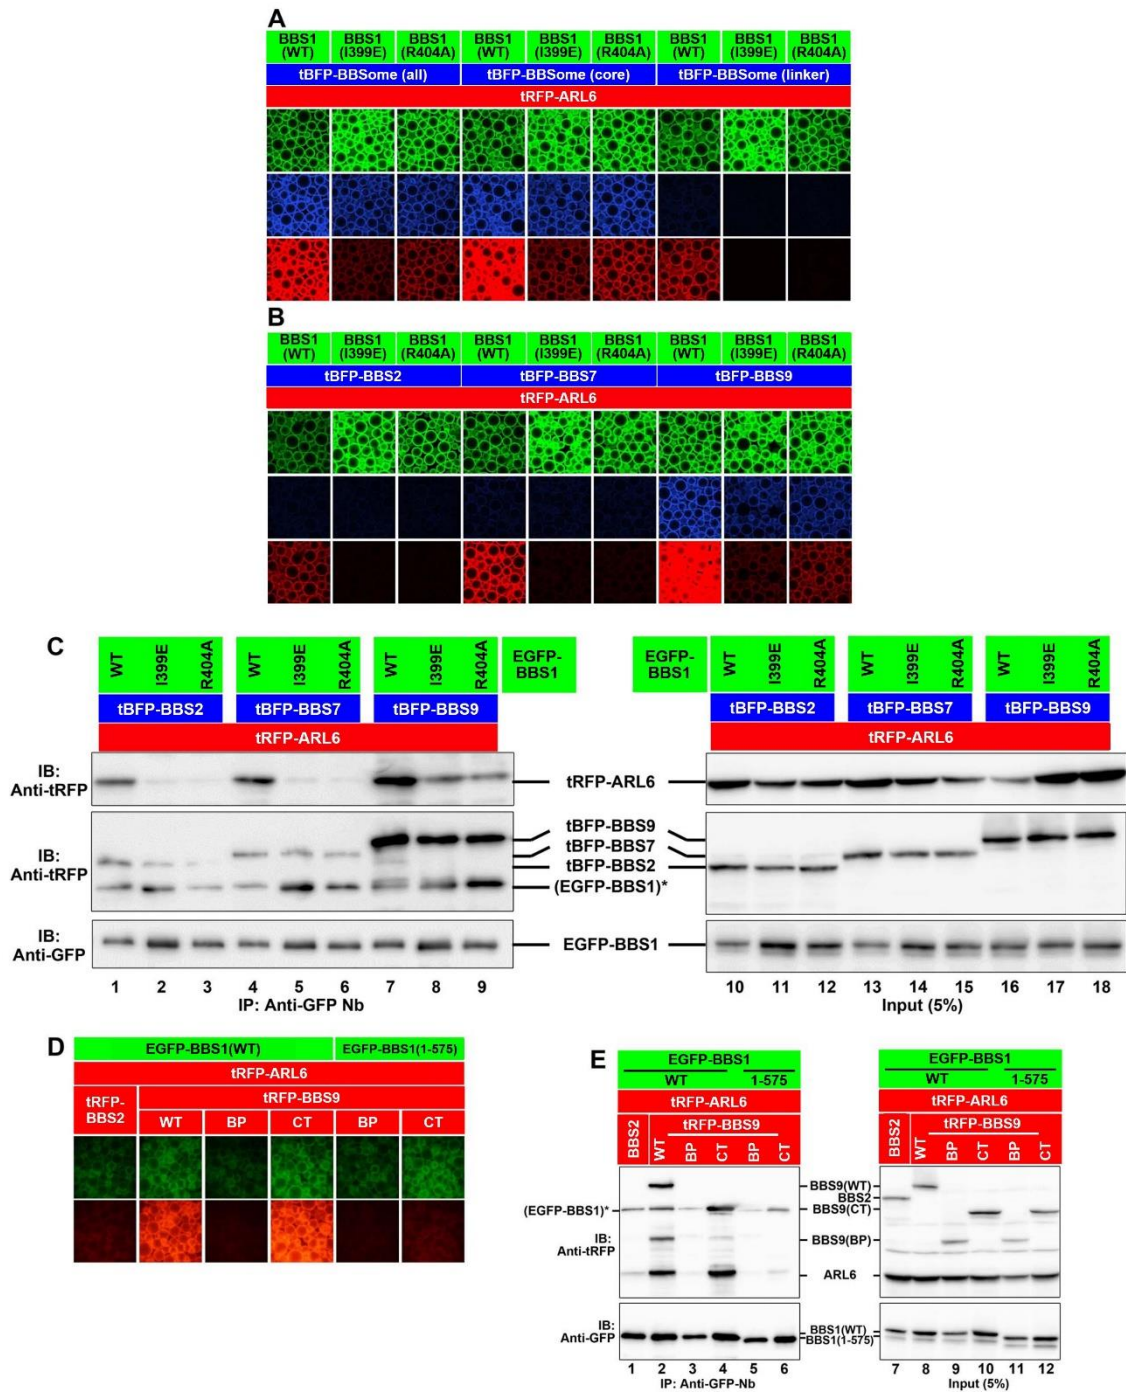 A
BBS1 (WT) BBS1 (I399E) BBS1 (R404A) BBS1 (WT) BBS1 (I399E) BBS1 (R404A) BBS1 (WT) BBS1 (I399E) BBS1 (R404A)
tBFP-BBSome (all) tBFP-BBSome (core) tBFP-BBSome (linker)
tRFP-ARL6
B
BBS1 (WT) BBS1 (I399E) BBS1 (R404A) BBS1 (WT) BBS1 (I399E) BBS1 (R404A) BBS1 (WT) BBS1 (I399E) BBS1 (R404A)
tBFP-BBS2 tBFP-BBS7 tBFP-BBS9
tRFP-ARL6
C
WT I399E R404A WT I399E R404A WT I399E R404A EGFP-BBS1
tBFP-BBS2 tBFP-BBS7 tBFP-BBS9
tRFP-ARL6
EGFP-BBS1 WT I399E R404A WT I399E R404A WT I399E R404A
tBFP-BBS2 tBFP-BBS7 tBFP-BBS9
tRFP-ARL6
IB:
Anti-tRFP
tRFP-ARL6
IB:
Anti-tRFP
tBFP-BBS9
tBFP-BBS7
tBFP-BBS2
(EGFP-BBS1)*
IB:
Anti-GFP
EGFP-BBS1
1 2 3 4 5 6 7 8 9
IP: Anti-GFP Nb
10 11 12 13 14 15 16 17 18
Input (5%)
D
EGFP-BBS1(WT) EGFP-BBS1(1-575)
tRFP-ARL6
tRFP-BBS2 tRFP-BBS9
WT BP CT BP CT
E
EGFP-BBS1
WT 1-575
tRFP-ARL6
BBS2 tRFP-BBS9
WT BP CT BP CT
EGFP-BBS1
WT 1-575
tRFP-ARL6
BBS2 tRFP-BBS9
WT BP CT BP CT
(EGFP-BBS1)*
IB:
Anti-tRFP
BBS9(WT)
BBS2
BBS9(CT)
BBS9(BP)
ARL6
IB:
Anti-GFP
BBS1(WT)
BBS1(1-575)
1 2 3 4 5 6
IP: Anti-GFP-Nb
7 8 9 10 11 12
Input (5%)